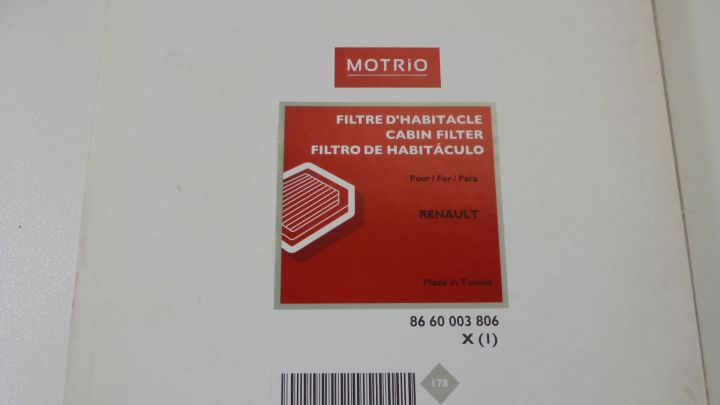 MOTRiO
FILTRE D'HABITACLE
CABIN FILTER
FILTRO DE HABITÁCULO
Pour / For / Para
RENAULT
Made in Tunisie
86 60 003 806
X (1)
178